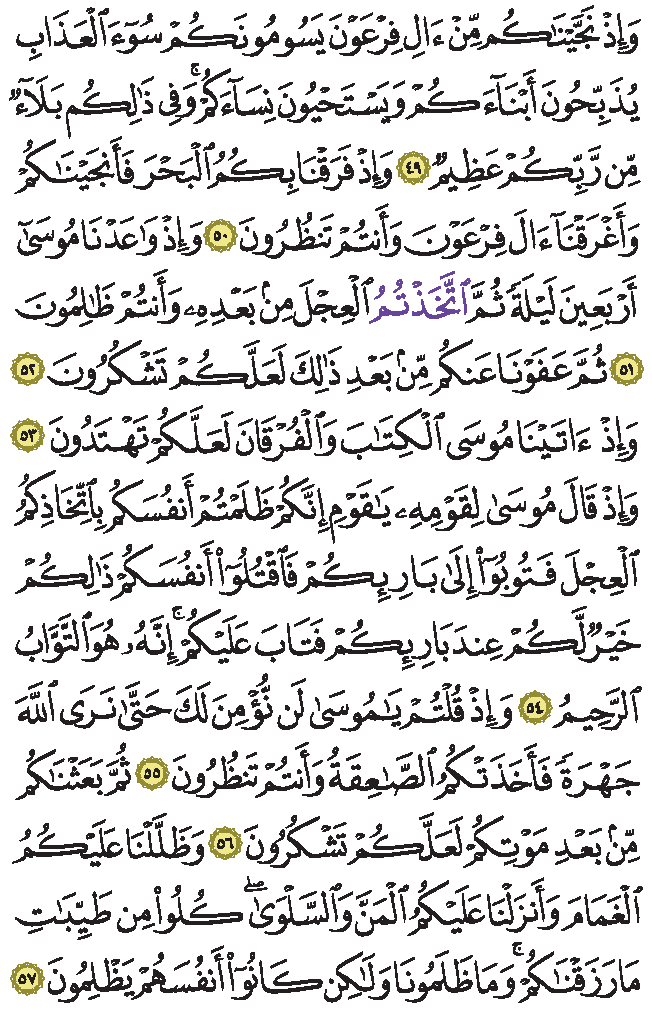 وَإِذْ نَجَّيْنَٰكُم مِّنْ ءَالِ فِرْعَوْنَ يَسُومُونَكُمْ سُوٓءَ ٱلْعَذَابِ
يُذَبِّحُونَ أَبْنَآءَكُمْ وَيَسْتَحْيُونَ نِسَآءَكُمْ ۚ وَفِى ذَٰلِكُم بَلَآءٌ
مِّن رَّبِّكُمْ عَظِيمٌ ٤٩ وَإِذْ فَرَقْنَا بِكُمُ ٱلْبَحْرَ فَأَنجَيْنَٰكُمْ
وَأَغْرَقْنَآ ءَالَ فِرْعَوْنَ وَأَنتُمْ تَنظُرُونَ ٥٠ وَإِذْ وَٰعَدْنَا مُوسَىٰٓ
أَرْبَعِينَ لَيْلَةً ثُمَّ ٱتَّخَذْتُمُ ٱلْعِجْلَ مِنۢ بَعْدِهِۦ وَأَنتُمْ ظَٰلِمُونَ
٥١ ثُمَّ عَفَوْنَا عَنكُم مِّنۢ بَعْدِ ذَٰلِكَ لَعَلَّكُمْ تَشْكُرُونَ ٥٢
وَإِذْ ءَاتَيْنَا مُوسَى ٱلْكِتَٰبَ وَٱلْفُرْقَانَ لَعَلَّكُمْ تَهْتَدُونَ ٥٣
وَإِذْ قَالَ مُوسَىٰ لِقَوْمِهِۦ يَٰقَوْمِ إِنَّكُمْ ظَلَمْتُمْ أَنفُسَكُم بِٱتِّخَاذِكُمُ
ٱلْعِجْلَ فَتُوبُوٓا۟ إِلَىٰ بَارِئِكُمْ فَٱقْتُلُوٓا۟ أَنفُسَكُمْ ذَٰلِكُمْ
خَيْرٌ لَّكُمْ عِندَ بَارِئِكُمْ فَتَابَ عَلَيْكُمْ ۚ إِنَّهُۥ هُوَ ٱلتَّوَّابُ
ٱلرَّحِيمُ ٥٤ وَإِذْ قُلْتُمْ يَٰمُوسَىٰ لَن نُّؤْمِنَ لَكَ حَتَّىٰ نَرَى ٱللَّهَ
جَهْرَةً فَأَخَذَتْكُمُ ٱلصَّٰعِقَةُ وَأَنتُمْ تَنظُرُونَ ٥٥ ثُمَّ بَعَثْنَٰكُم
مِّنۢ بَعْدِ مَوْتِكُمْ لَعَلَّكُمْ تَشْكُرُونَ ٥٦ وَظَلَّلْنَا عَلَيْكُمُ
ٱلْغَمَامَ وَأَنزَلْنَا عَلَيْكُمُ ٱلْمَنَّ وَٱلسَّلْوَىٰ ۖ كُلُوا۟ مِن طَيِّبَٰتِ
مَا رَزَقْنَٰكُمْ ۚ وَمَا ظَلَمُونَا وَلَٰكِن كَانُوٓا۟ أَنفُسَهُمْ يَظْلِمُونَ ٥٧